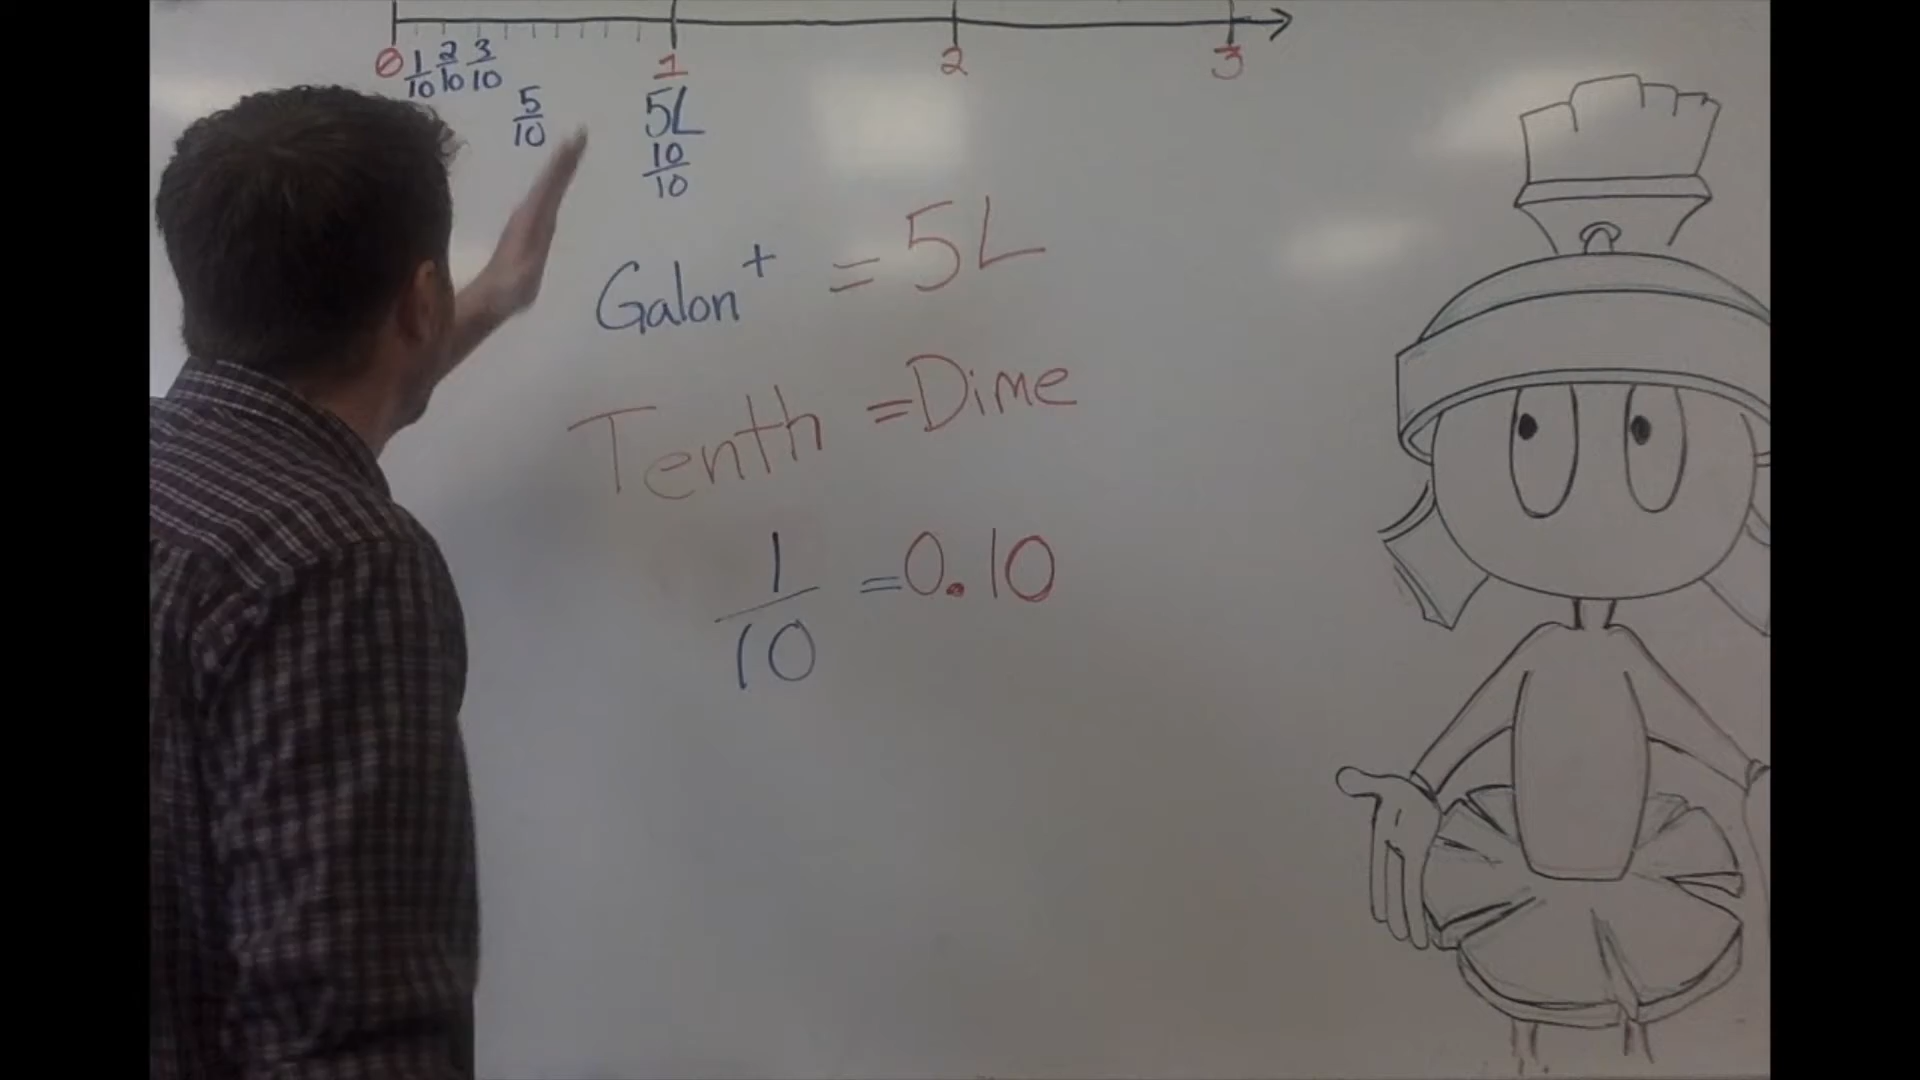 0 1 2 3
1/10 2/10 3/10
5/10
5L
10/10
Galon+ = 5L
Tenth = Dime
1/10 = 0.10